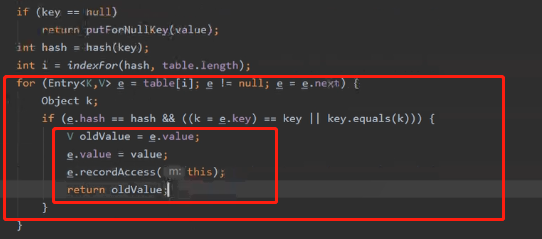 if (key == null)
return putForNullKey(value);
int hash = hash(key);
int i = indexFor(hash, table.length);
for (Entry<K,V> e = table[i]; e != null; e = e.next) {
Object k;
if (e.hash == hash && ((k = e.key) == key || key.equals(k))) {
V oldValue = e.value;
e.value = value;
e.recordAccess( m: this);
return oldValue;
}
}